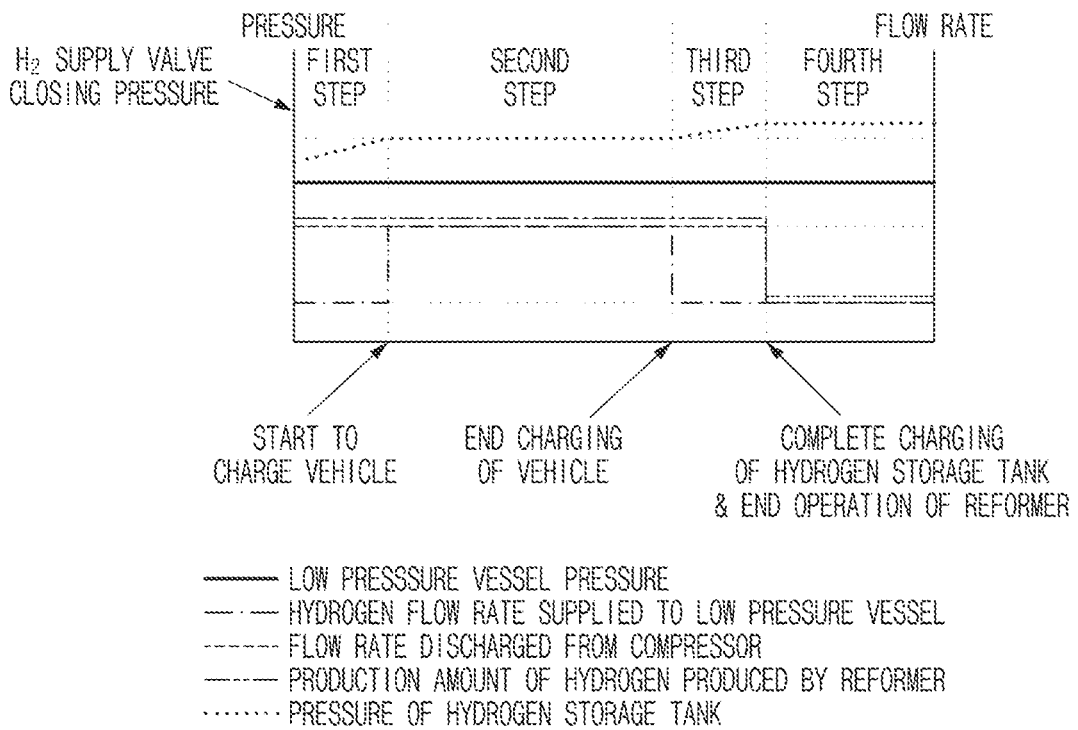 PRESSURE
FLOW RATE
H₂ SUPPLY VALVE
CLOSING PRESSURE
FIRST
STEP
SECOND
STEP
THIRD
STEP
FOURTH
STEP
START TO
CHARGE VEHICLE
END CHARGING
OF VEHICLE
COMPLETE CHARGING
OF HYDROGEN STORAGE TANK
& END OPERATION OF REFORMER
LOW PRESSSURE VESSEL PRESSURE
HYDROGEN FLOW RATE SUPPLIED TO LOW PRESSURE VESSEL
FLOW RATE DISCHARGED FROM COMPRESSOR
PRODUCTION AMOUNT OF HYDROGEN PRODUCED BY REFORMER
PRESSURE OF HYDROGEN STORAGE TANK